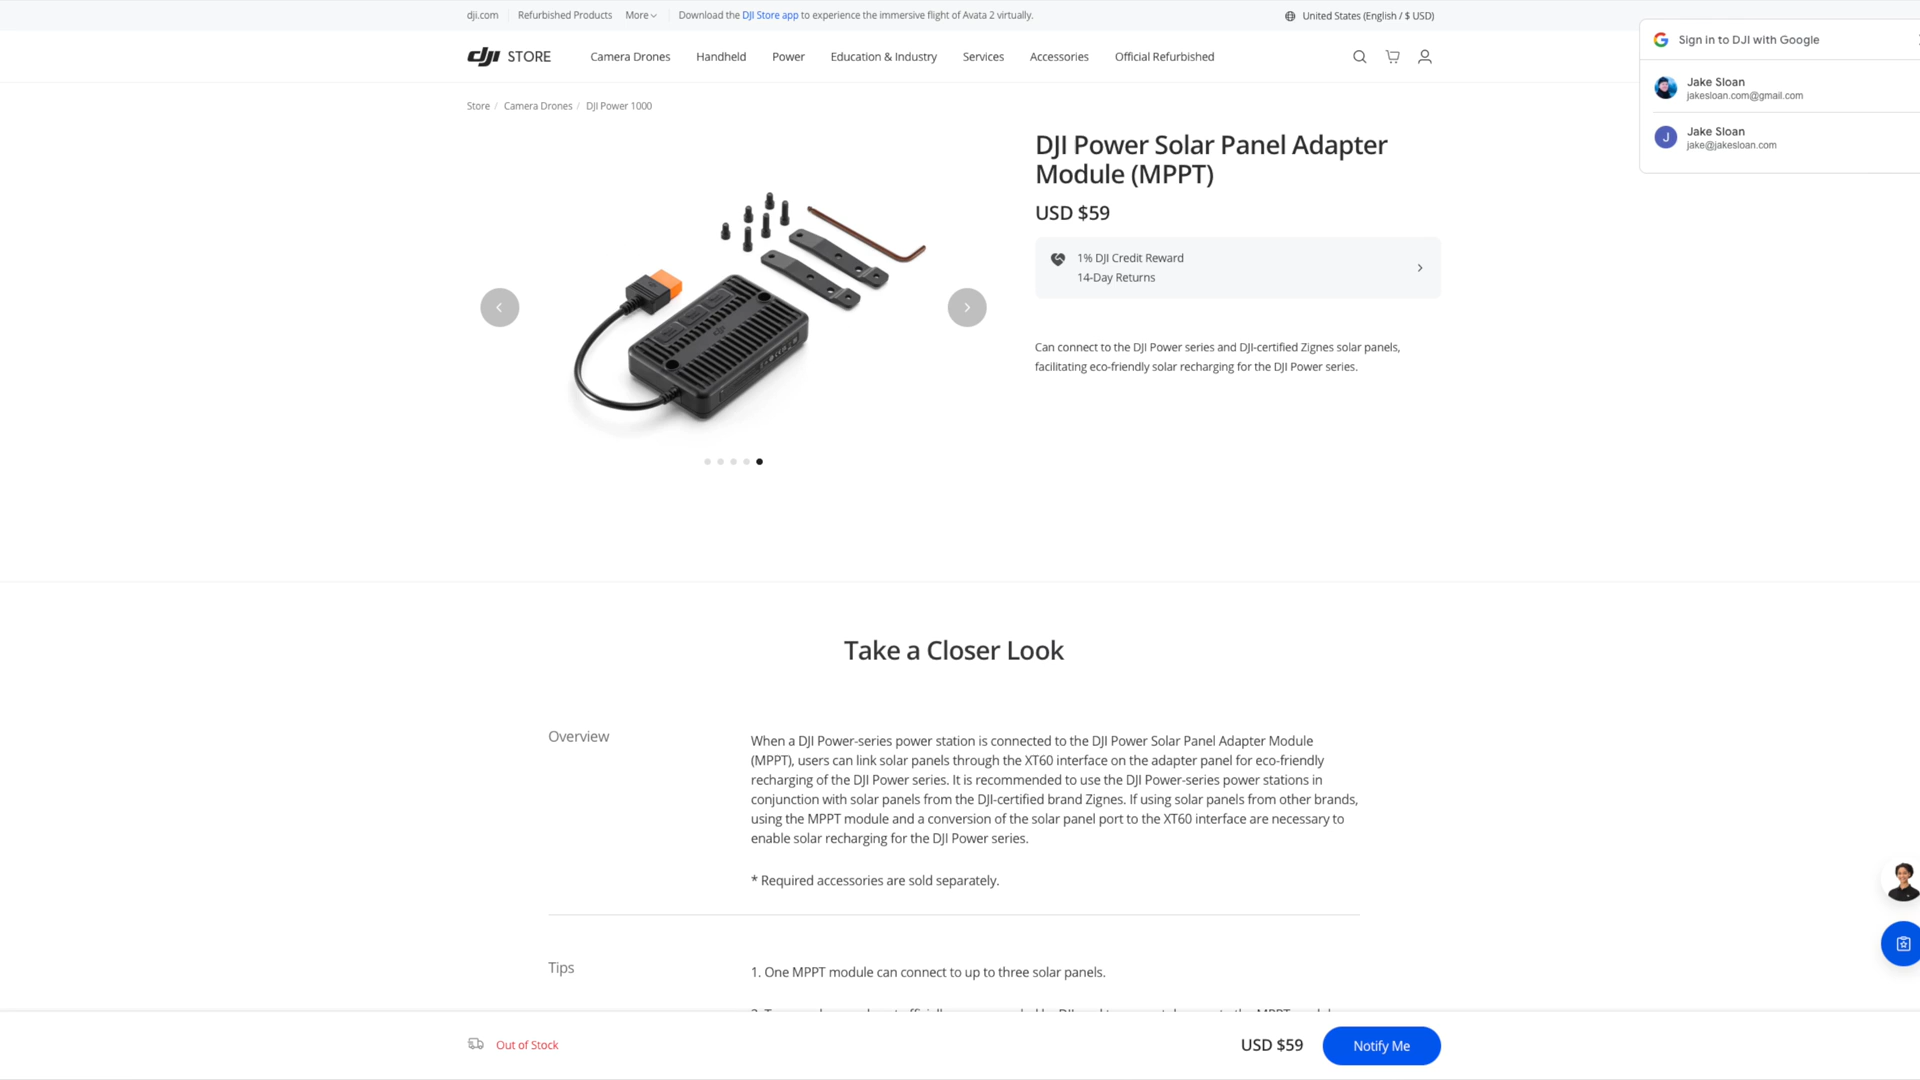 dji.com
Refurbished Products
More
Download the DJI Store app to experience the immersive flight of Avata 2 virtually.
United States (English / $ USD)
dji STORE
Camera Drones
Handheld
Power
Education & Industry
Services
Accessories
Official Refurbished
Sign in to DJI with Google
Jake Sloan
jakesloan.com@gmail.com
J
Jake Sloan
jake@jakesloan.com
Store / Camera Drones / DJI Power 1000
DJI Power Solar Panel Adapter
Module (MPPT)
USD $59
1% DJI Credit Reward
14-Day Returns
Can connect to the DJI Power series and DJI-certified Zignes solar panels,
facilitating eco-friendly solar recharging for the DJI Power series.
Take a Closer Look
Overview
When a DJI Power-series power station is connected to the DJI Power Solar Panel Adapter Module
(MPPT), users can link solar panels through the XT60 interface on the adapter panel for eco-friendly
recharging of the DJI Power series. It is recommended to use the DJI Power-series power stations in
conjunction with solar panels from the DJI-certified brand Zignes. If using solar panels from other brands,
using the MPPT module and a conversion of the solar panel port to the XT60 interface are necessary to
enable solar recharging for the DJI Power series.
* Required accessories are sold separately.
Tips
1. One MPPT module can connect to up to three solar panels.
Out of Stock
USD $59
Notify Me